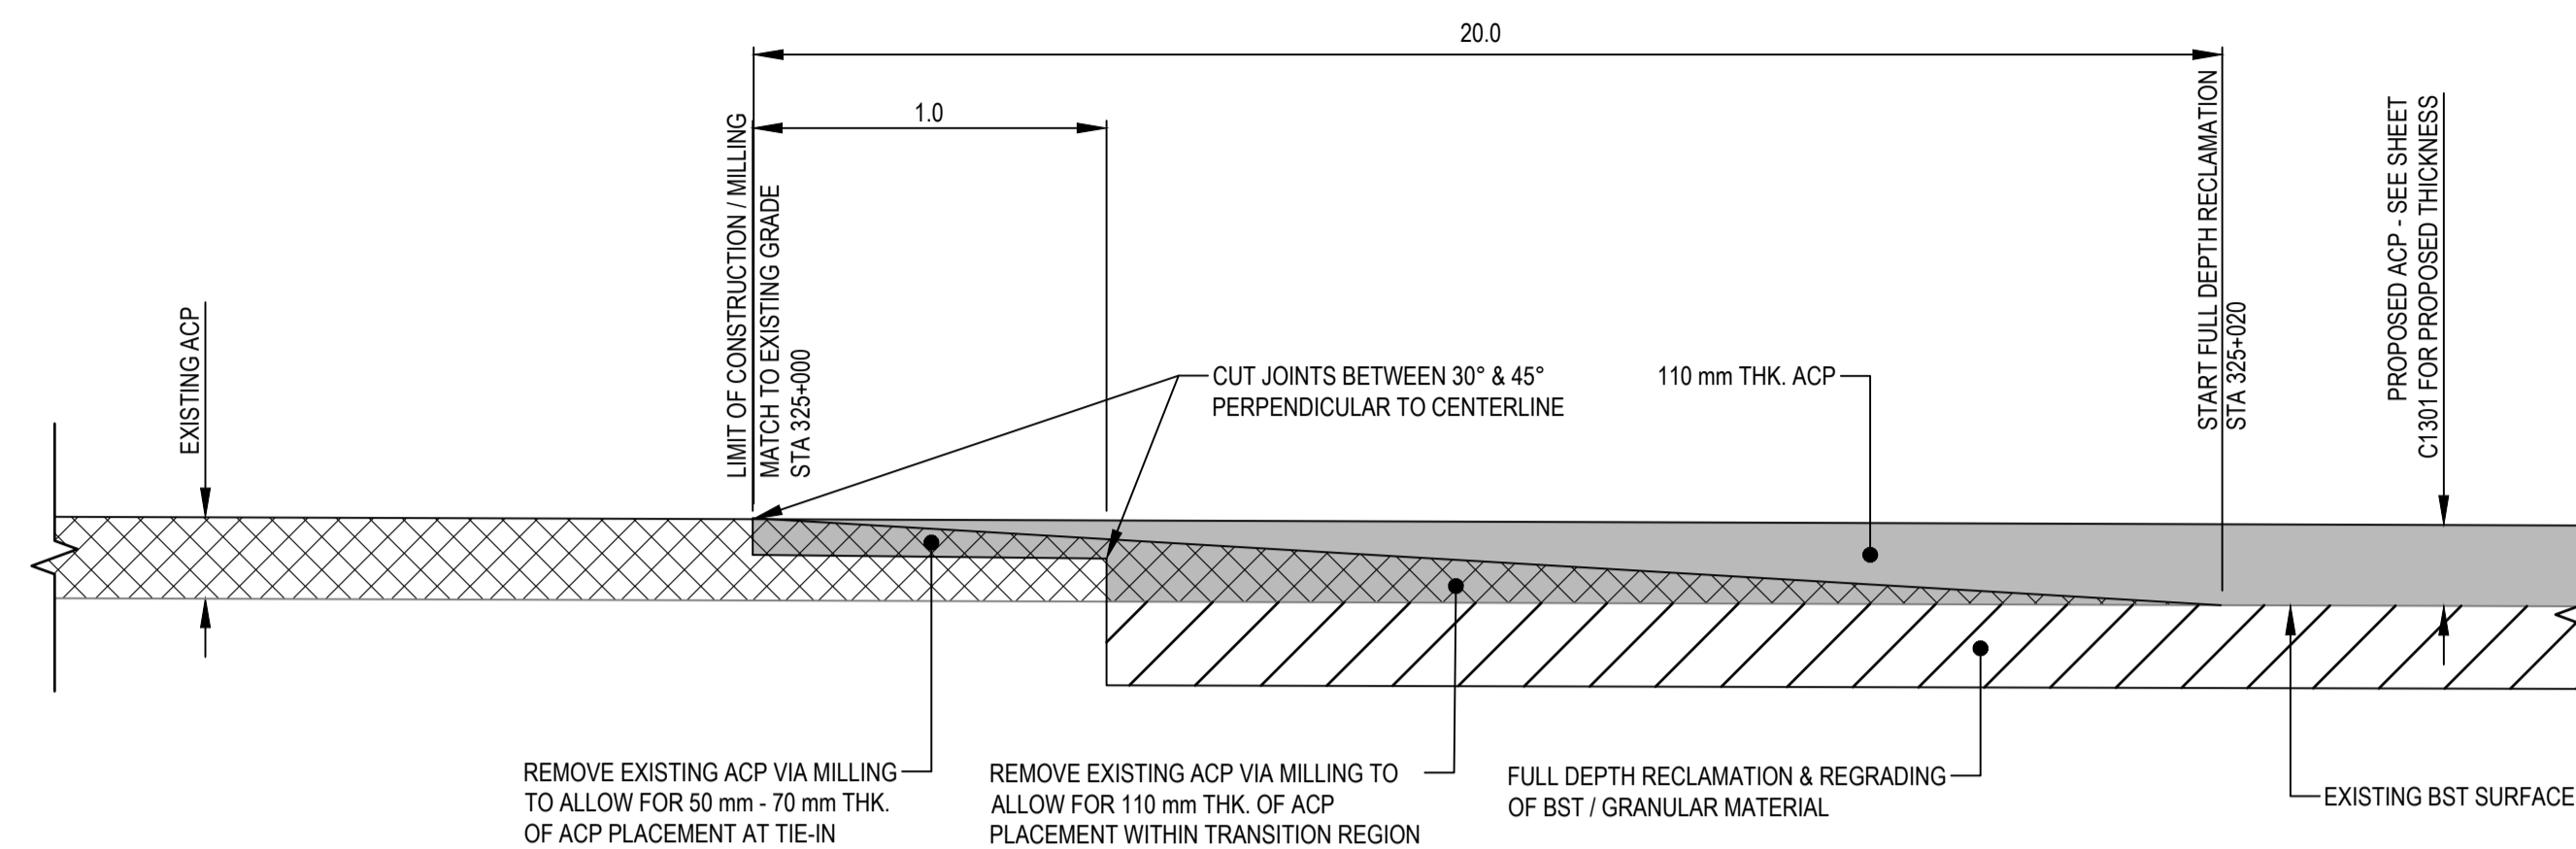 20.0
1.0
LIMIT OF CONSTRUCTION / MILLING
MATCH TO EXISTING GRADE
STA 325+000
START FULL DEPTH RECLAMATION
STA 325+020
PROPOSED ACP - SEE SHEET
C1301 FOR PROPOSED THICKNESS
EXISTING ACP
CUT JOINTS BETWEEN 30° & 45°
PERPENDICULAR TO CENTERLINE
110 mm THK. ACP
REMOVE EXISTING ACP VIA MILLING
TO ALLOW FOR 50 mm - 70 mm THK.
OF ACP PLACEMENT AT TIE-IN
REMOVE EXISTING ACP VIA MILLING TO
ALLOW FOR 110 mm THK. OF ACP
PLACEMENT WITHIN TRANSITION REGION
FULL DEPTH RECLAMATION & REGRADING
OF BST / GRANULAR MATERIAL
EXISTING BST SURFACE